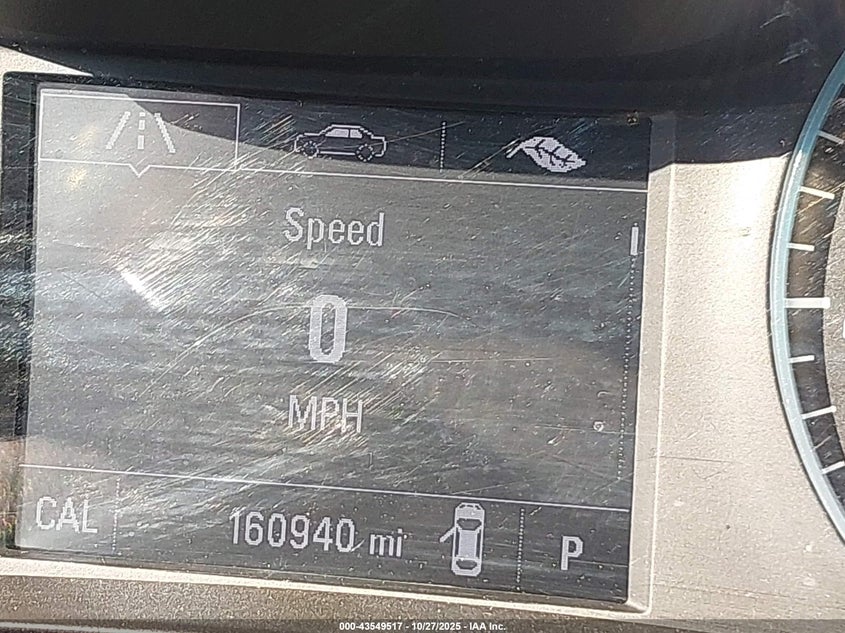 Speed
0
MPH
CAL 160940 mi P
000-43549517 - 10/27/2025 - IAA Inc.